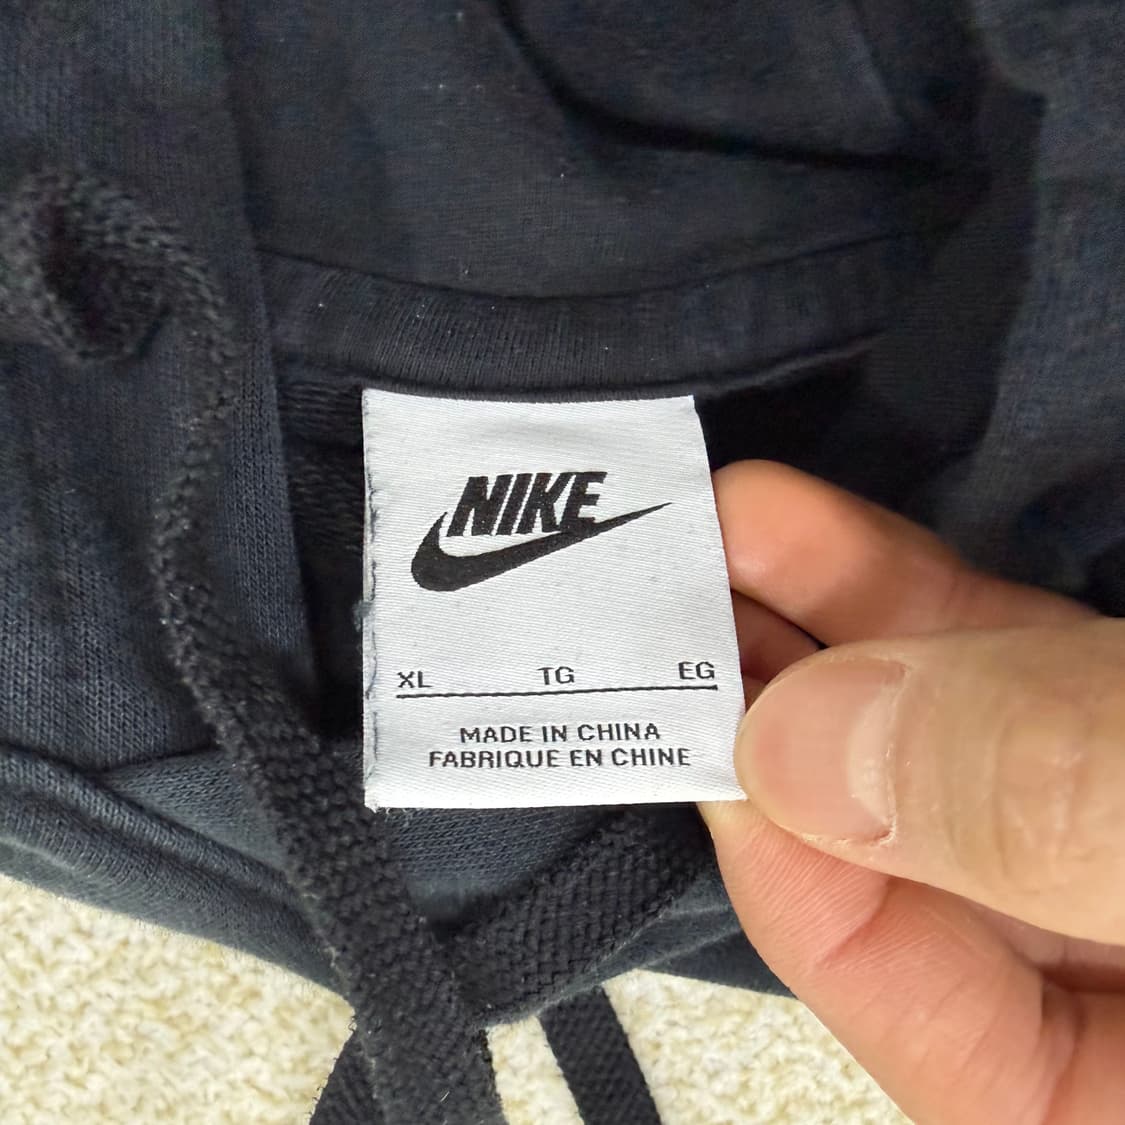 NIKE
XL TG EG
MADE IN CHINA
FABRIQUE EN CHINE